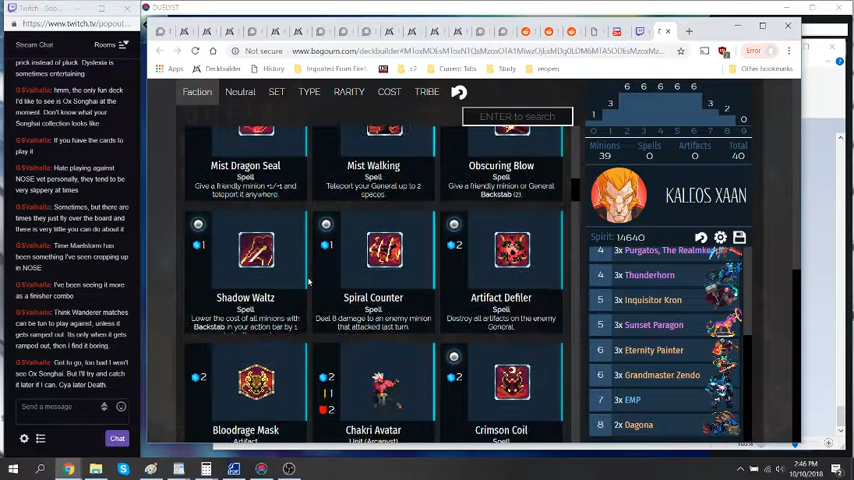 Twitch
https://www.twitch.tv/popout...
Stream Chat
Rooms
pick instead of pluck. Dyslexia is
sometimes entertaining
GSValhalla: hmm, the only fun deck
I'd like to see is Ox Songhai at the
moment. Don't know what your
Songhai collection looks like
GSValhalla: If you have the cards to
play it
GSValhalla: Hate playing against
NOSE vet personally, they tend to be
very slippery at times
GSValhalla: Sometimes, but there are
times they just fly over the board and
there is very little you can do about it
GSValhalla: Time Maelsform has
been something I've seen cropping up
in NOSE
GSValhalla: I've been seeing it more
as a finisher combo
GSValhalla: Think Wanderer matches
can be fun to play against, unless it
gets ramped out. Its only when it gets
ramped out, then I find it boring.
GSValhalla: Got to go, too bad I won't
see Ox Songhai. But I'll try and catch
it later if I can. Cya later Death.
Send a message
Chat
DUELYST
Not secure
www.bagoum.com/deckbuilder#MToxMDEsMToxNTQsMzoxOTA1MywzOjExMDg0LDM6MTA5ODEsMzoxMzc...
Error
Apps
Deckbuilder
History
Imported From Firef
c2
Current Tabs
Reading
reopen
Other bookmarks
Faction
Neutral
SET
TYPE
RARITY
COST
TRIBE
ENTER to search
6 6 6 6 6
1 3 3 2 0
0 1 2 3 4 5 6 7 8 9
Minions
Spells
Artifacts
Total
39
0
0
40
KALEOS XAAN
Spirit: 14640
Mist Dragon Seal
Spell
Give a friendly minion +1/+1 and
teleport it anywhere.
Mist Walking
Spell
Teleport your General up to 2
spaces.
Obscuring Blow
Spell
Give a friendly minion or General
Backstab (2).
1
Shadow Waltz
Spell
Lower the cost of all minions with
Backstab in your action bar by 1
1
Spiral Counter
Spell
Deal 8 damage to an enemy minion
that attacked last turn.
2
Artifact Defiler
Spell
Destroy all artifacts on the enemy
General.
2
Bloodrage Mask
Artifact
2
1
2
Chakri Avatar
Unit (Arcanyst)
2
Crimson Coil
Spell
4 3x Purgatos, The Realmkeeper
4 3x Thunderhorn
5 3x Inquisitor Kron
5 3x Sunset Paragon
6 3x Eternity Painter
6 3x Grandmaster Zendo
7 3x EMP
8 2x Dagona
100%
2:46 PM
10/10/2018